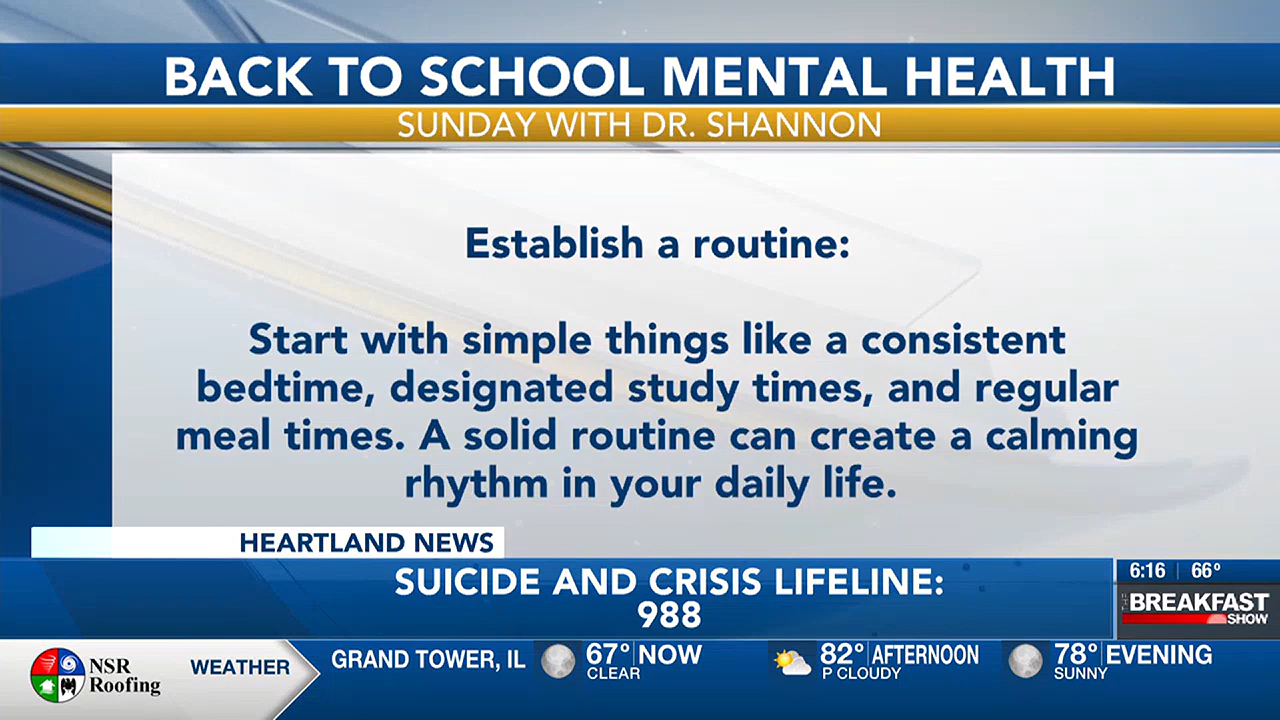 BACK TO SCHOOL MENTAL HEALTH
SUNDAY WITH DR. SHANNON
Establish a routine:
Start with simple things like a consistent
bedtime, designated study times, and regular
meal times. A solid routine can create a calming
rhythm in your daily life.
HEARTLAND NEWS
SUICIDE AND CRISIS LIFELINE:
988
6:16 66°
THE
BREAKFAST
SHOW
NSR
Roofing
WEATHER
GRAND TOWER, IL
67° NOW
CLEAR
82° AFTERNOON
P CLOUDY
78° EVENING
SUNNY